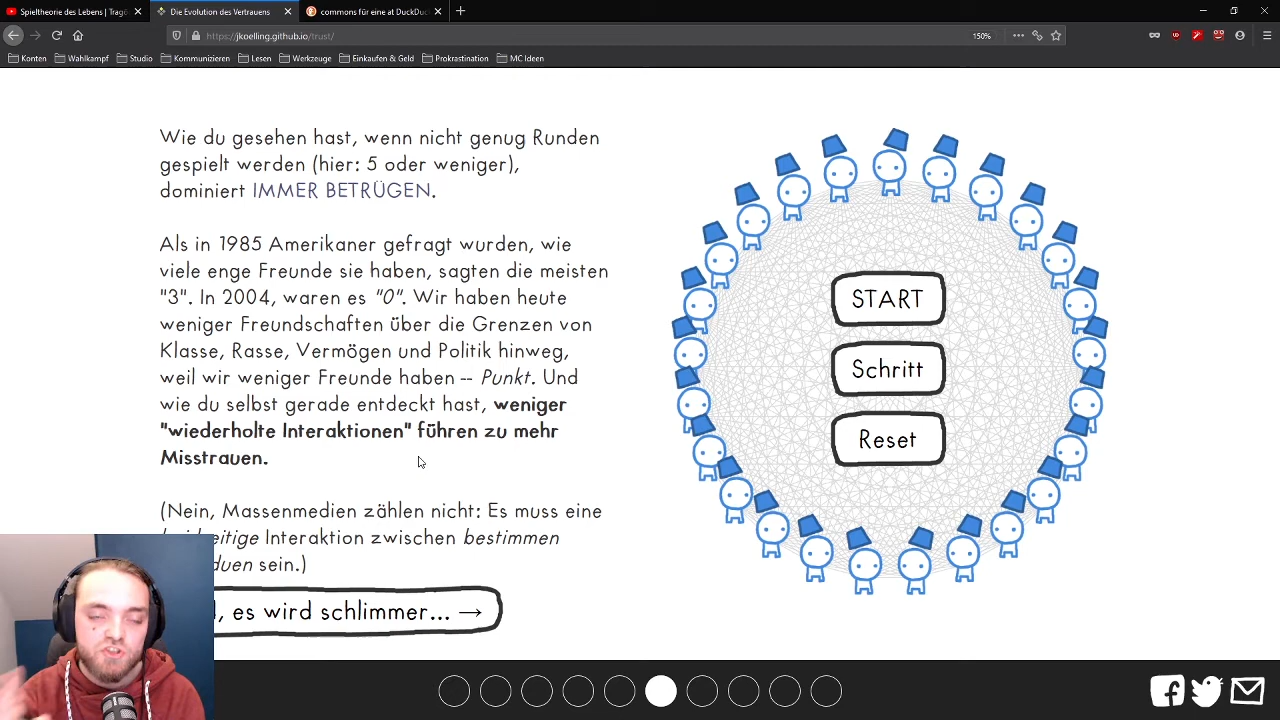 Spieltheorie des Lebens | Tragö
Die Evolution des Vertrauens
commons für eine at DuckDuc
https://jkoelling.github.io/trust/
150%
Konten
Wahlkampf
Studio
Kommunizieren
Lesen
Werkzeuge
Einkaufen & Geld
Prokrastination
MC Ideen
Wie du gesehen hast, wenn nicht genug Runden
gespielt werden (hier: 5 oder weniger),
dominiert IMMER BETRÜGEN.
Als in 1985 Amerikaner gefragt wurden, wie
viele enge Freunde sie haben, sagten die meisten
"3". In 2004, waren es "0". Wir haben heute
weniger Freundschaften über die Grenzen von
Klasse, Rasse, Vermögen und Politik hinweg,
weil wir weniger Freunde haben -- Punkt. Und
wie du selbst gerade entdeckt hast, weniger
"wiederholte Interaktionen" führen zu mehr
Misstrauen.
(Nein, Massenmedien zählen nicht: Es muss eine
Interaktion zwischen bestimmen
sein.)
es wird schlimmer... →
START
Schritt
Reset